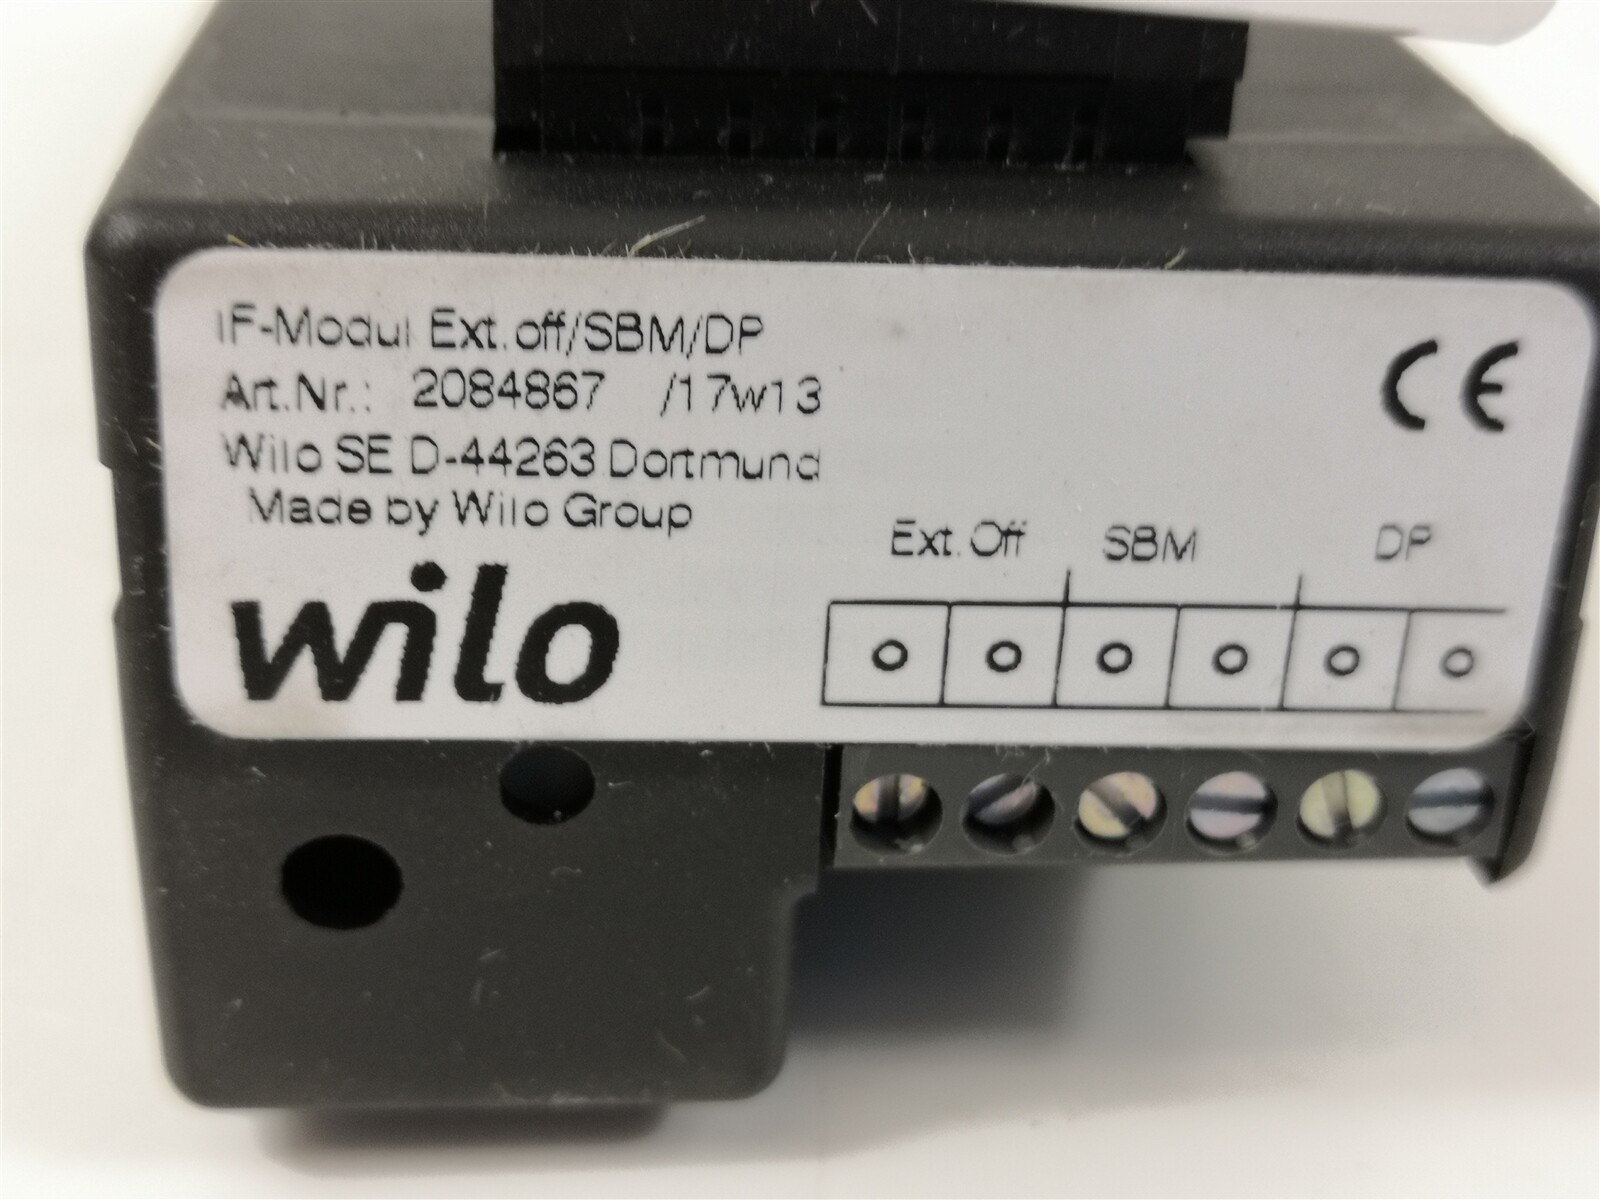 IF-Modul Ext.off/SBM/DP
Art.Nr.: 2084867 /17w13
Wilo SE D-44263 Dortmund
Made by Wilo Group
wilo
CE
Ext. Off SBM DP